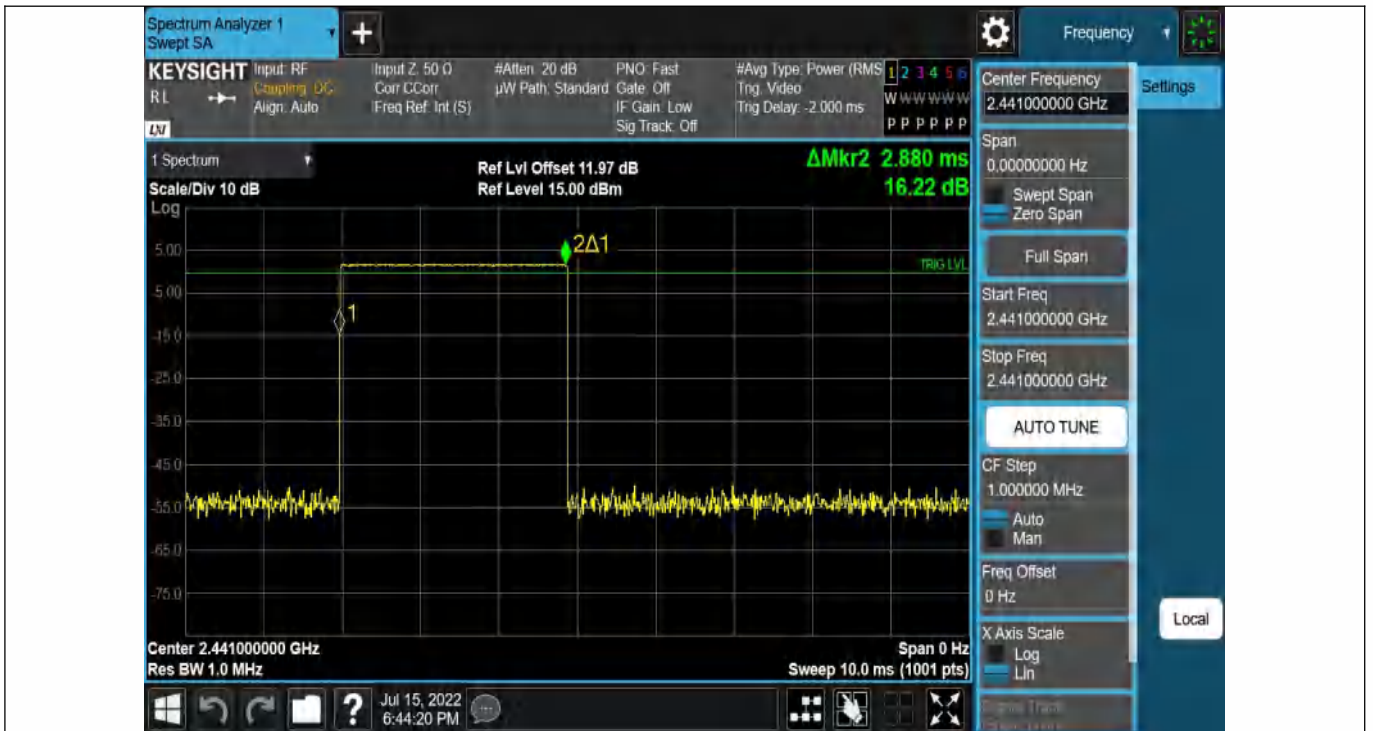 Spectrum Analyzer 1
Swept SA
Frequency
KEYSIGHT
RL
LXI
Input: RF
Coupling: DC
Align: Auto
Input Z: 50 Ω
Corr CCorr
Freq Ref: Int (S)
#Atten: 20 dB
µW Path: Standard
PNO: Fast
Gate: Off
IF Gain: Low
Sig Track: Off
#Avg Type: Power (RMS
Trig: Video
Trig Delay: -2.000 ms
1 2 3 4 5 6
W W W W W W
P P P P P P
1 Spectrum
Scale/Div 10 dB
Log
Ref Lvl Offset 11.97 dB
Ref Level 15.00 dBm
ΔMkr2 2.880 ms
16.22 dB
5.00
-5.00
-15.0
-25.0
-35.0
-45.0
-55.0
-65.0
-75.0
1
2Δ1
TRIG LVL
Center 2.441000000 GHz
Res BW 1.0 MHz
Span 0 Hz
Sweep 10.0 ms (1001 pts)
Center Frequency
2.441000000 GHz
Settings
Span
0.00000000 Hz
Swept Span
Zero Span
Full Span
Start Freq
2.441000000 GHz
Stop Freq
2.441000000 GHz
AUTO TUNE
CF Step
1.000000 MHz
Auto
Man
Freq Offset
0 Hz
X Axis Scale
Log
Lin
Local
?
Jul 15, 2022
6:44:20 PM